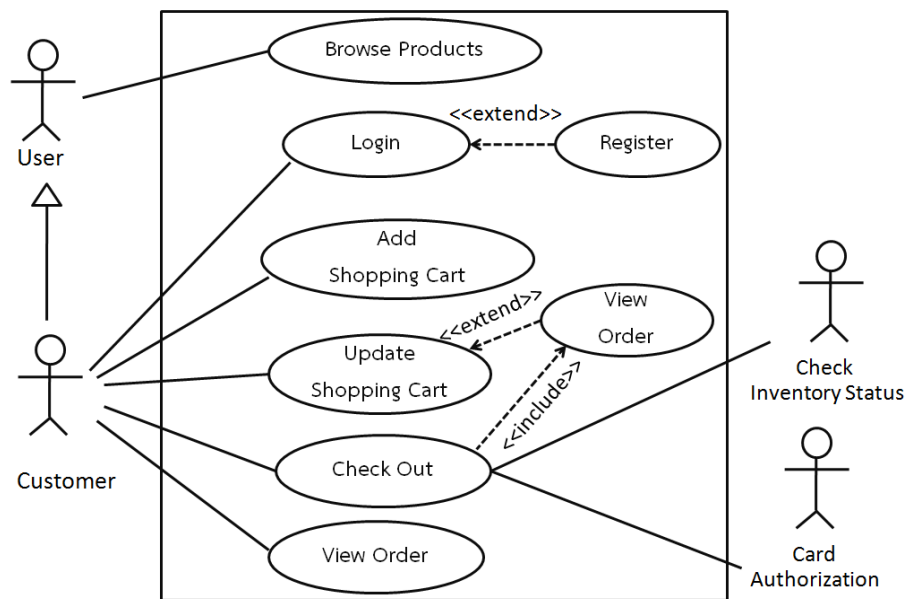 Browse Products
User
<<extend>>
Login
Register
Add
Shopping Cart
<<extend>>
View
Order
Update
Shopping Cart
<<include>>
Check
Inventory Status
Customer
Check Out
View Order
Card
Authorization